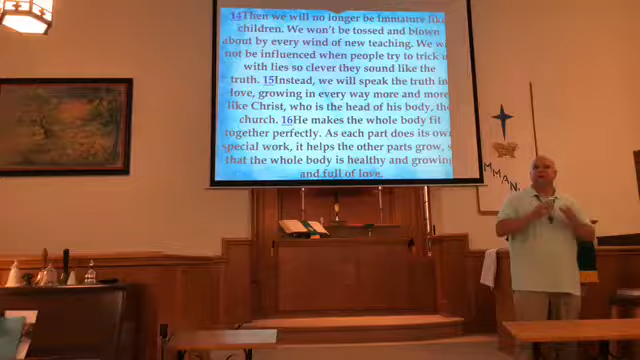 14Then we will no longer be immature like
children. We won't be tossed and blown
about by every wind of new teaching. We w
not be influenced when people try to trick u
with lies so clever they sound like the
truth. 15Instead, we will speak the truth in
love, growing in every way more and more
like Christ, who is the head of his body, the
church. 16He makes the whole body fit
together perfectly. As each part does its own
special work, it helps the other parts grow, s
that the whole body is healthy and growing
and full of love.
MMAN